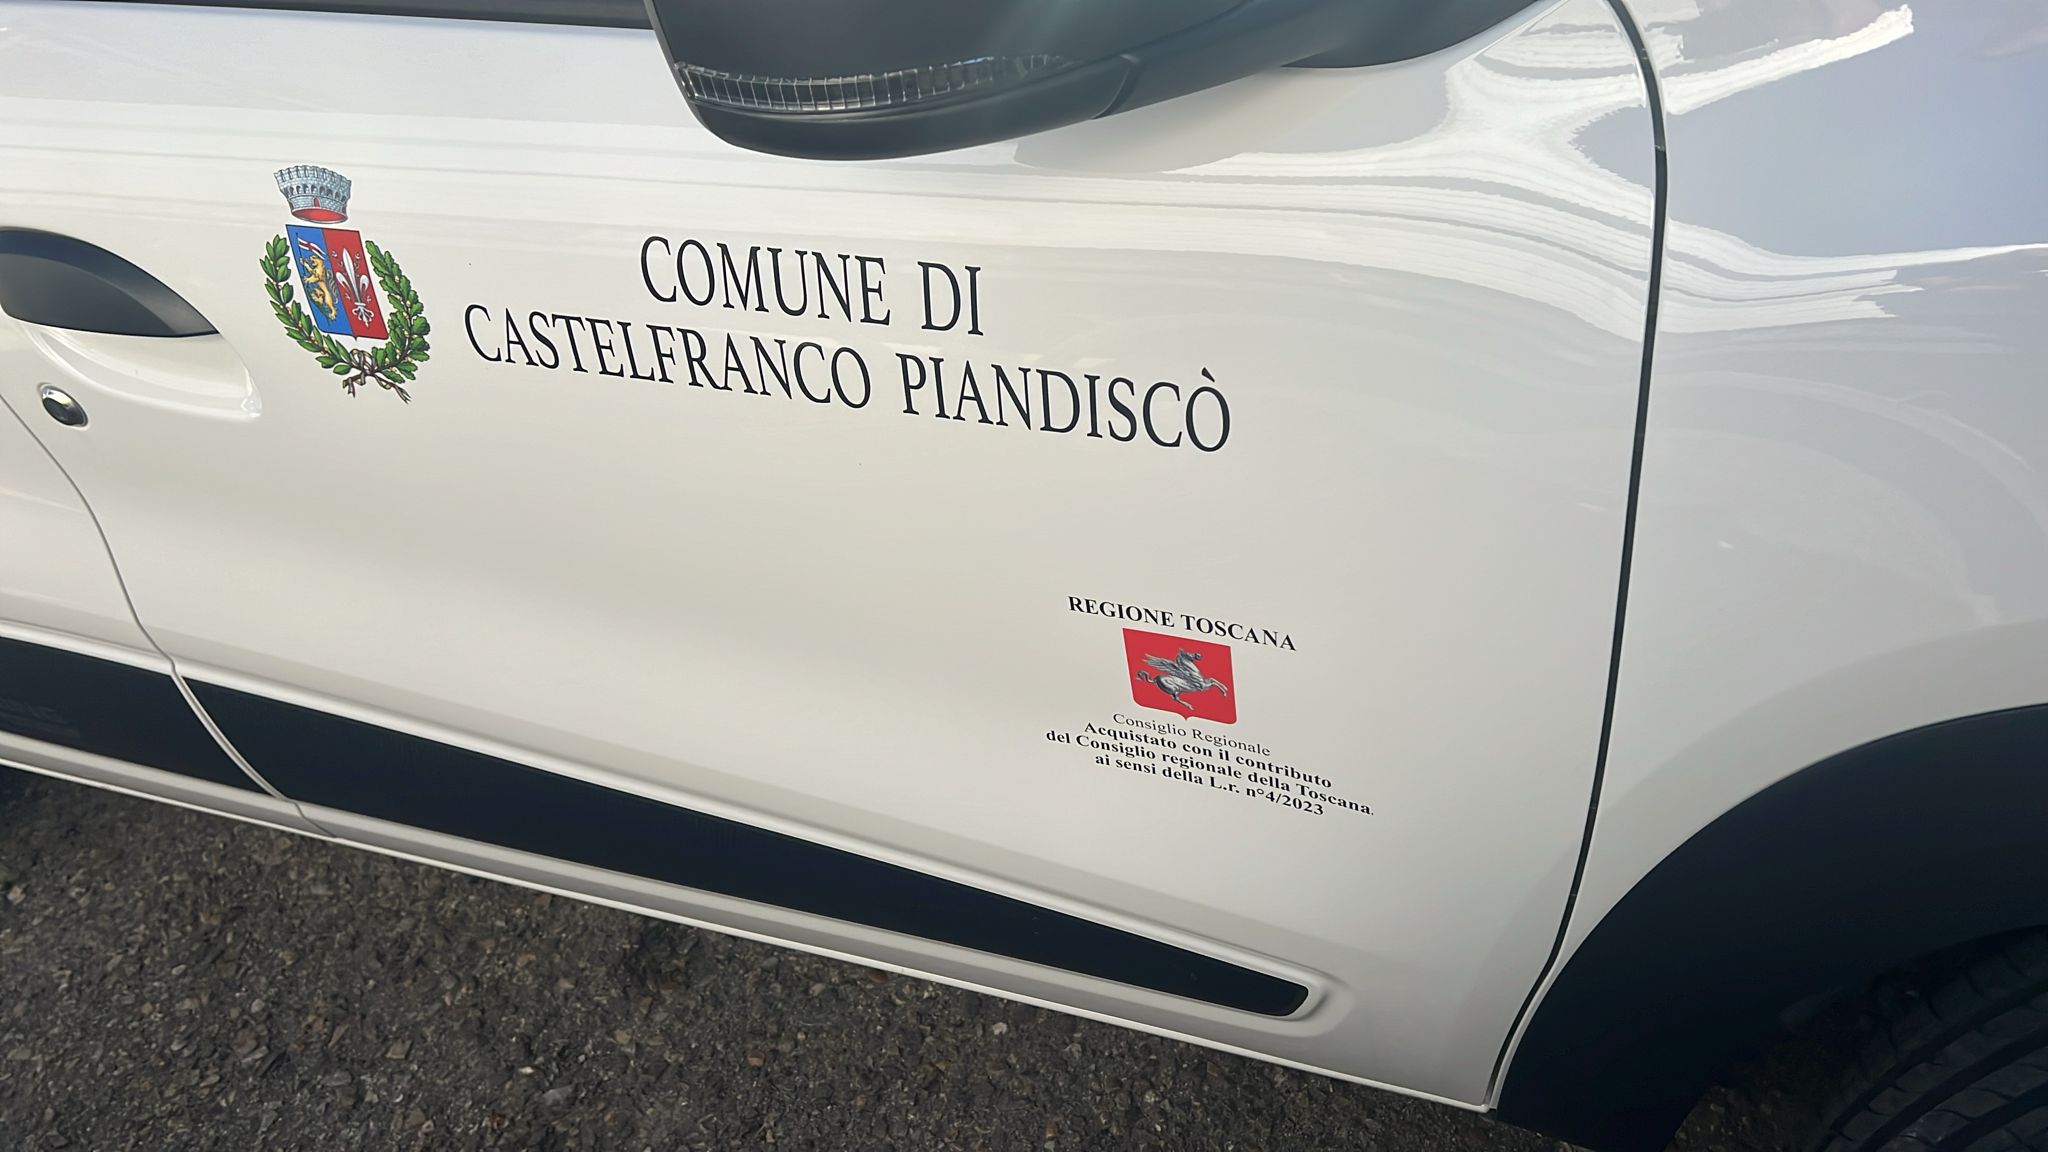 COMUNE DI
CASTELFRANCO PIANDISCÒ
REGIONE TOSCANA
Consiglio Regionale
Acquistato con il contributo
del Consiglio regionale della Toscana.
ai sensi della L.r. n°4/2023